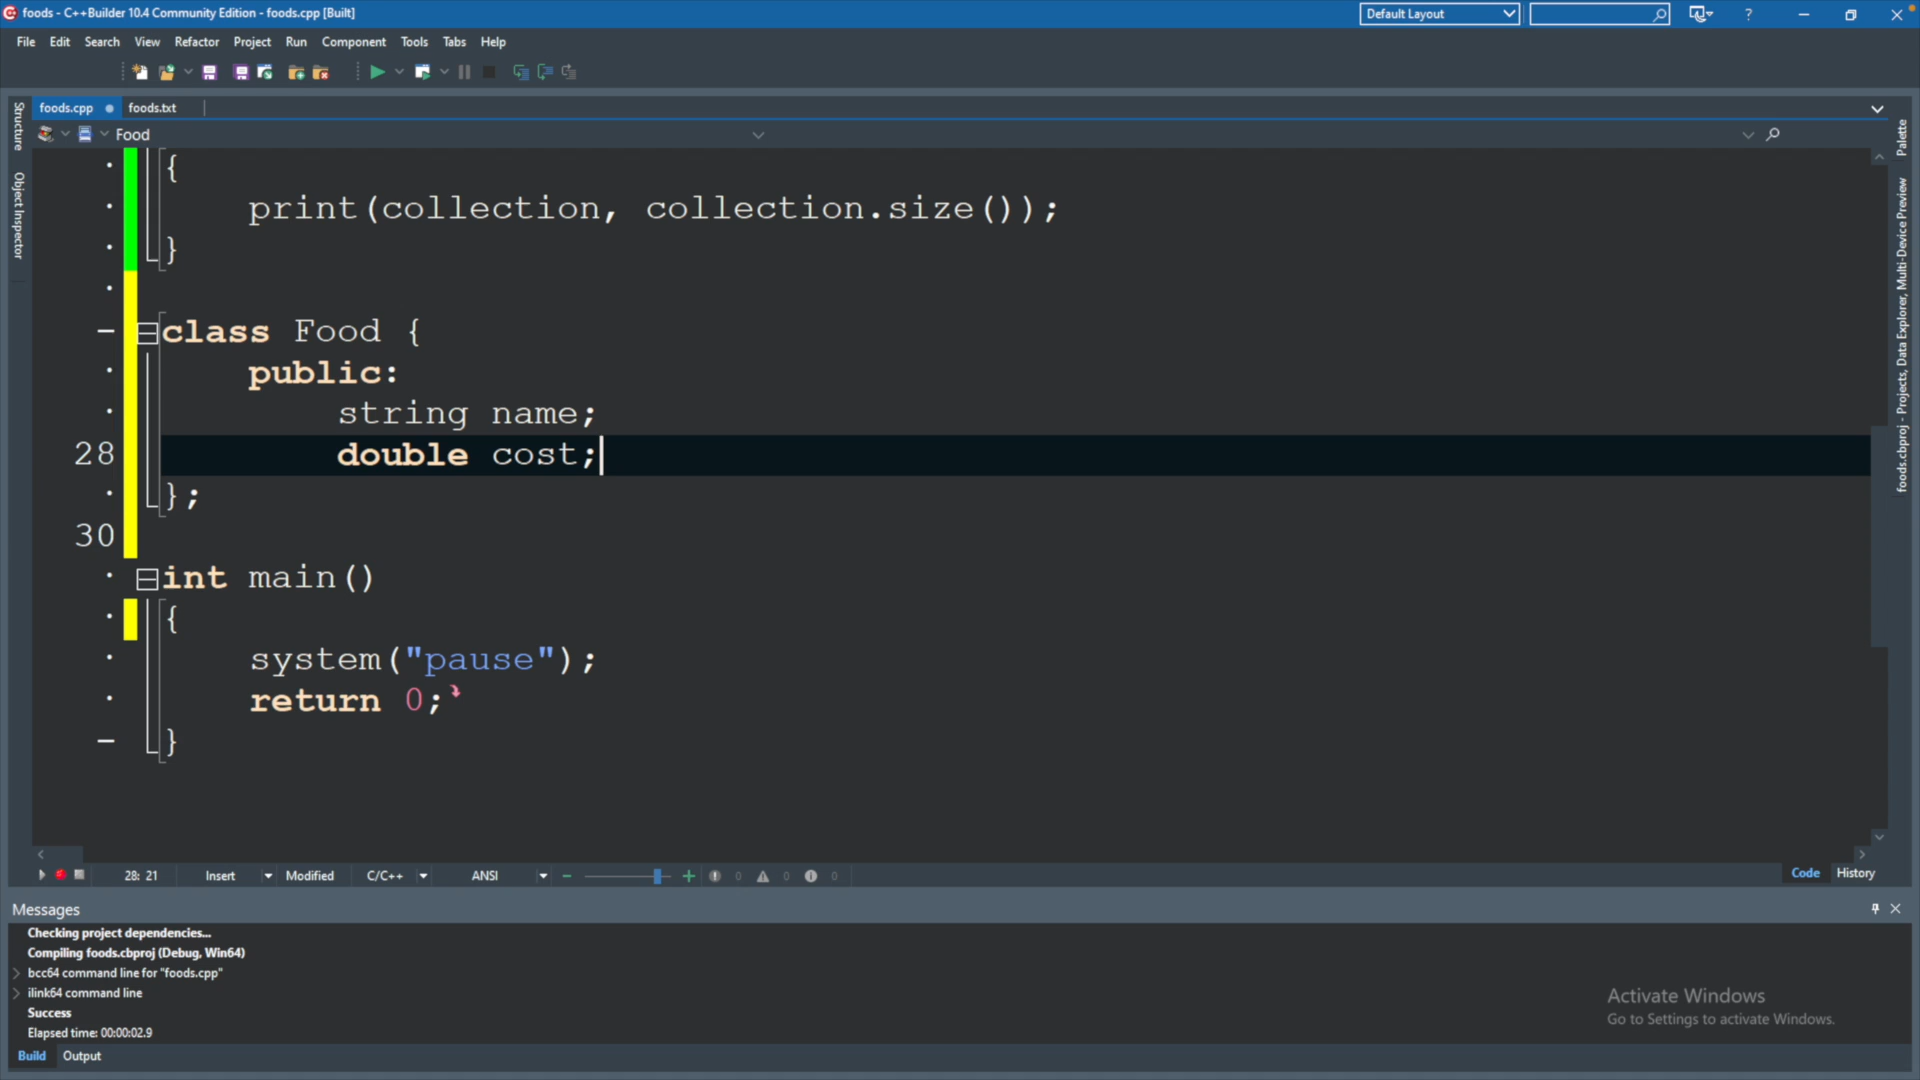 foods - C++Builder 10.4 Community Edition - foods.cpp [Built]
Default Layout
?
File Edit Search View Refactor Project Run Component Tools Tabs Help
foods.cpp foods.txt
Food
Structure
Object Inspector
Palette
foods.cbproj - Projects, Data Explorer, Multi-Device Preview
{
print(collection, collection.size());
}
class Food {
public:
string name;
28 double cost;
};
30
int main()
{
system("pause");
return 0;
}
28: 21 Insert Modified C/C++ ANSI 0 0 0
Code History
Messages
Checking project dependencies...
Compiling foods.cbproj (Debug, Win64)
bcc64 command line for "foods.cpp"
ilink64 command line
Success
Elapsed time: 00:00:02.9
Build Output
Activate Windows
Go to Settings to activate Windows.